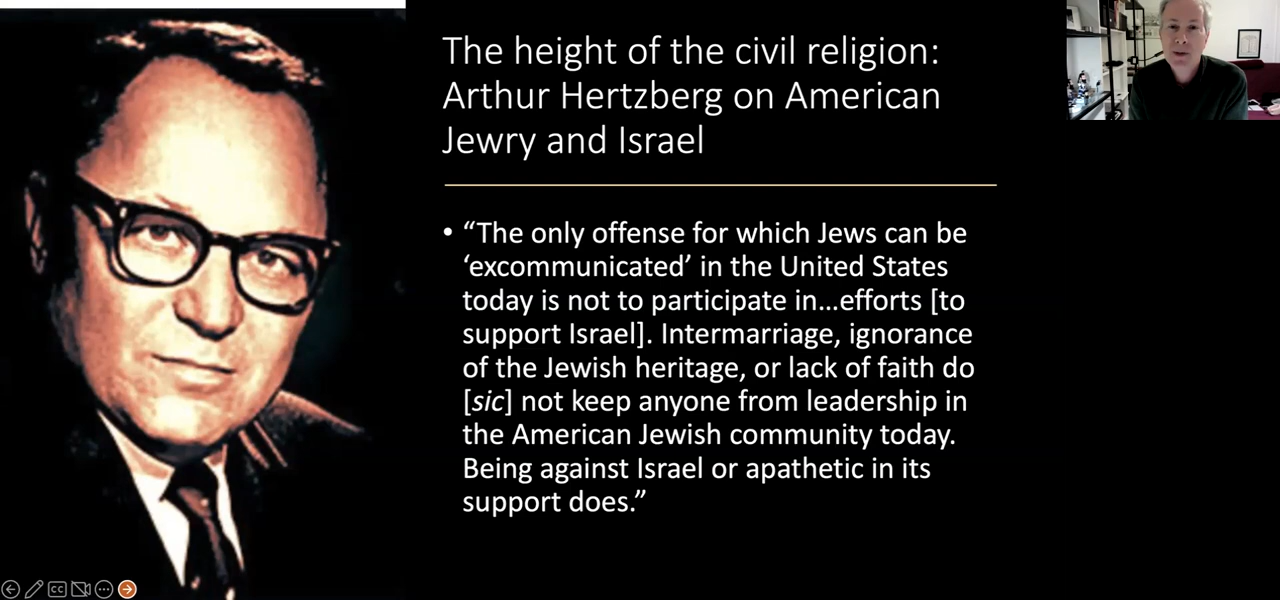 The height of the civil religion:
Arthur Hertzberg on American
Jewry and Israel
• “The only offense for which Jews can be
‘excommunicated’ in the United States
today is not to participate in…efforts [to
support Israel]. Intermarriage, ignorance
of the Jewish heritage, or lack of faith do
[sic] not keep anyone from leadership in
the American Jewish community today.
Being against Israel or apathetic in its
support does.”
CC